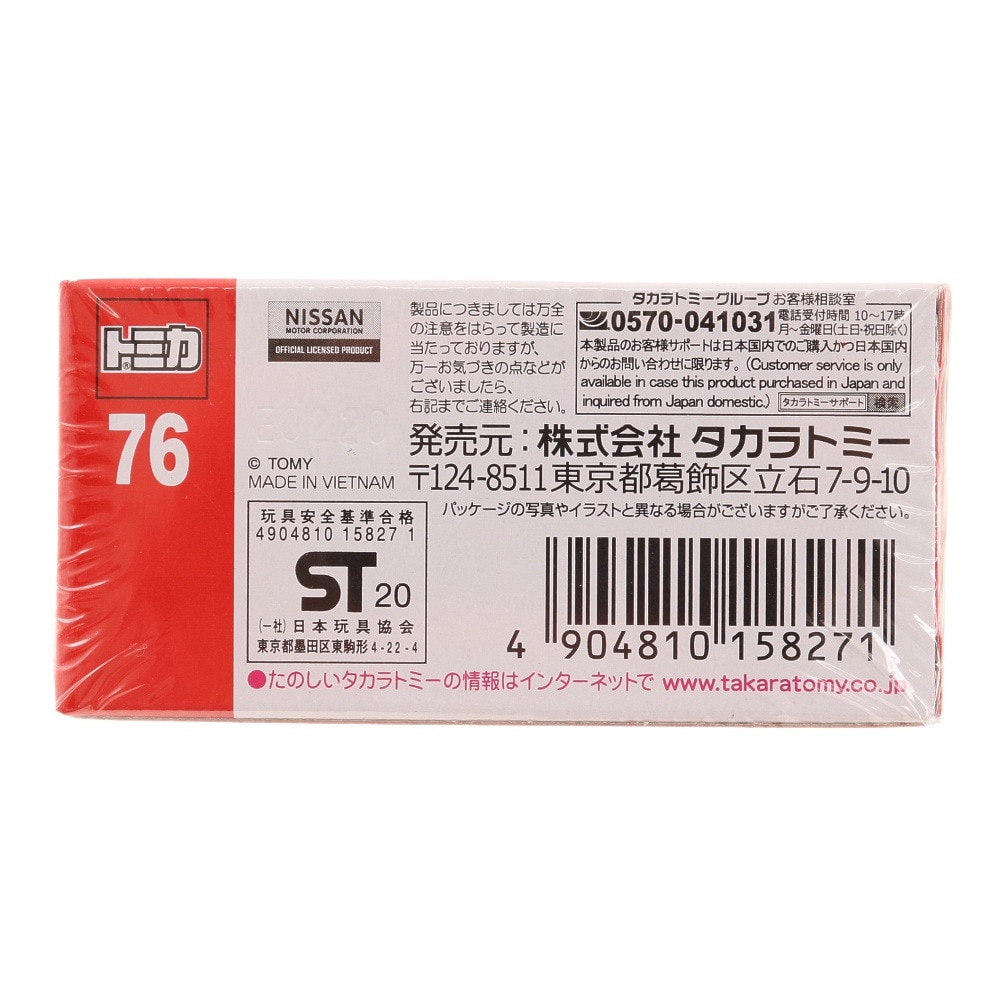 トミカ®
76
NISSAN
MOTOR CORPORATION
OFFICIAL LICENSED PRODUCT
© TOMY
MADE IN VIETNAM
製品につきましては万全
の注意をはらって製造に
当たっておりますが、
万一お気づきの点などが
ございましたら、
右記までご連絡ください。
タカラトミーグループ お客様相談室
0570-041031 電話受付時間 10〜17時
月〜金曜日(土日・祝日除く)
本製品のお客様サポートは日本国内でのご購入かつ日本国内
からのお問い合わせに限ります。(Customer service is only
available in case this product purchased in Japan and
inquired from Japan domestic.) タカラトミーサポート 検索
発売元：株式会社 タカラトミー
〒124-8511 東京都葛飾区立石7-9-10
パッケージの写真やイラストと異なる場合がございますがご了承ください。
玩具安全基準合格
4904810 15827 1
ST 20
(一社)日本玩具協会
東京都墨田区東駒形4-22-4
4 904810 158271
●たのしいタカラトミーの情報はインターネットで www.takaratomy.co.jp